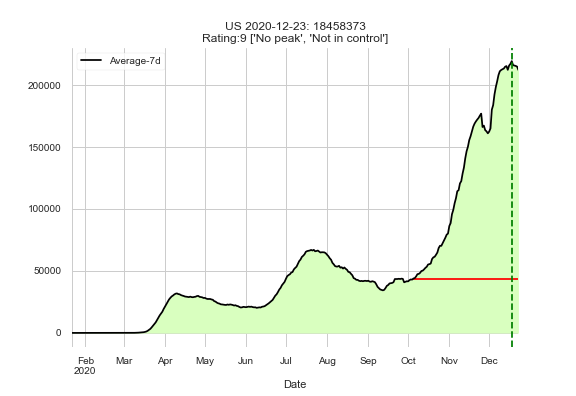 US 2020-12-23: 18458373
Rating:9 ['No peak', 'Not in control']
Average-7d
200000
150000
100000
50000
0
Feb Mar Apr May Jun Jul Aug Sep Oct Nov Dec
2020
Date